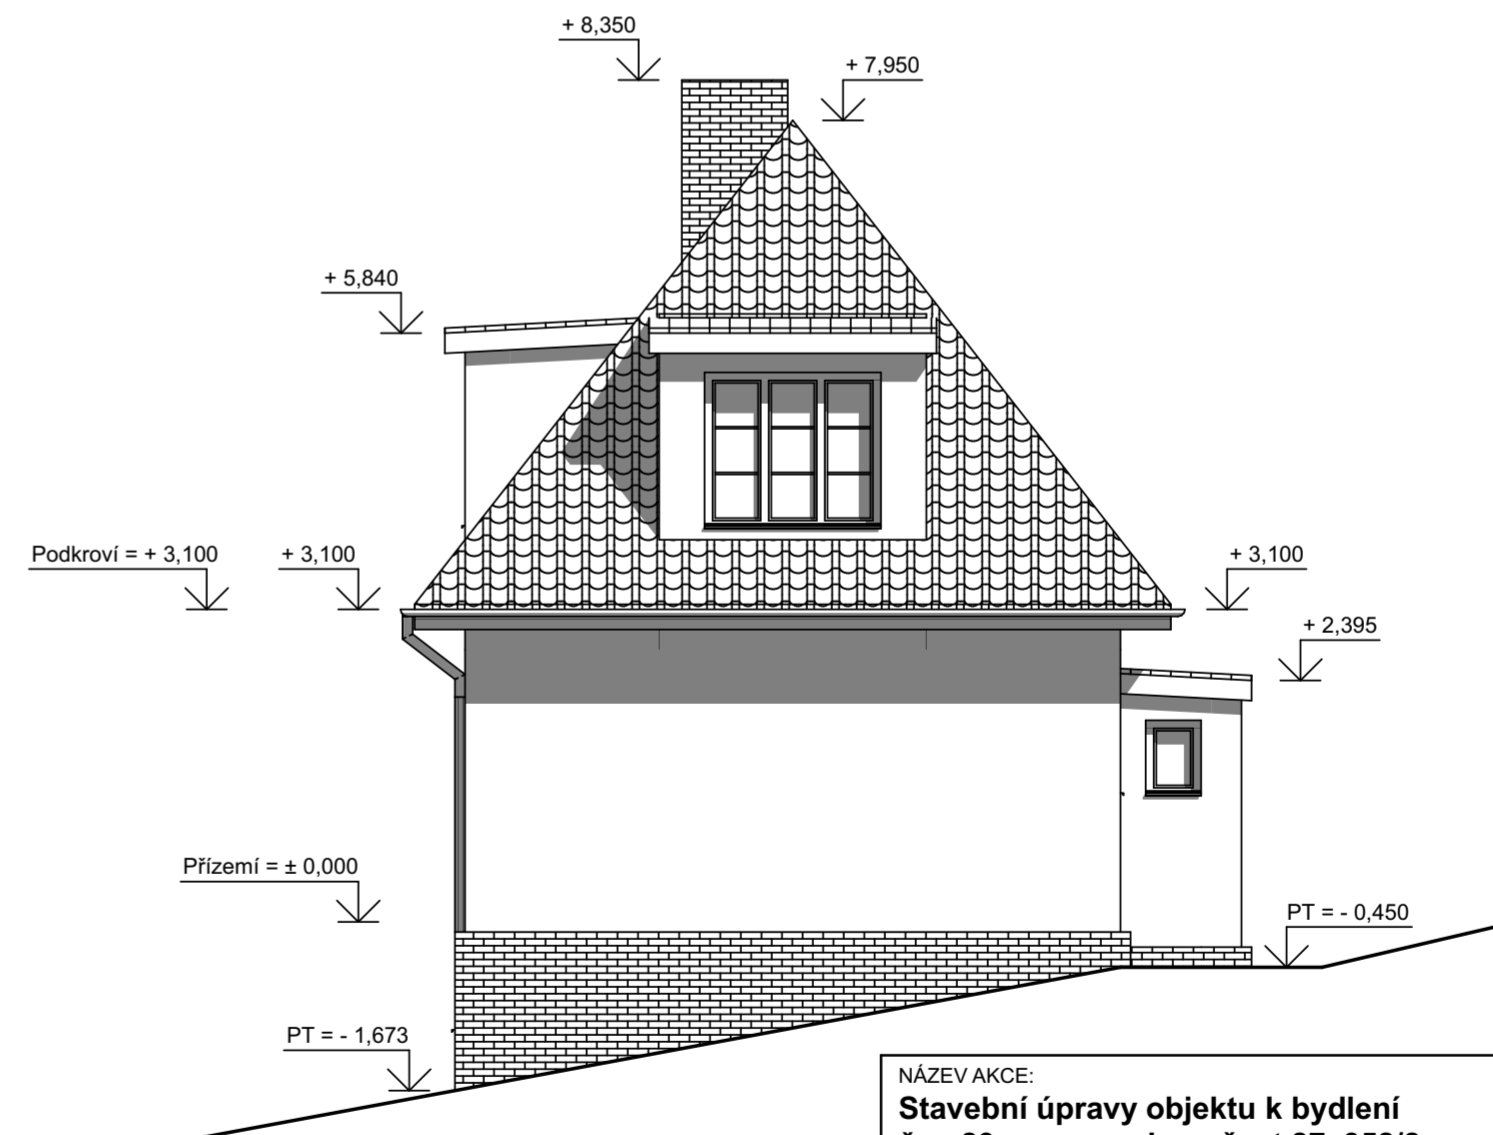 + 8,350
+ 7,950
+ 5,840
Podkroví = + 3,100
+ 3,100
+ 3,100
+ 2,395
Přízemí = ± 0,000
PT = - 0,450
PT = - 1,673
NÁZEV AKCE:
Stavební úpravy objektu k bydlení